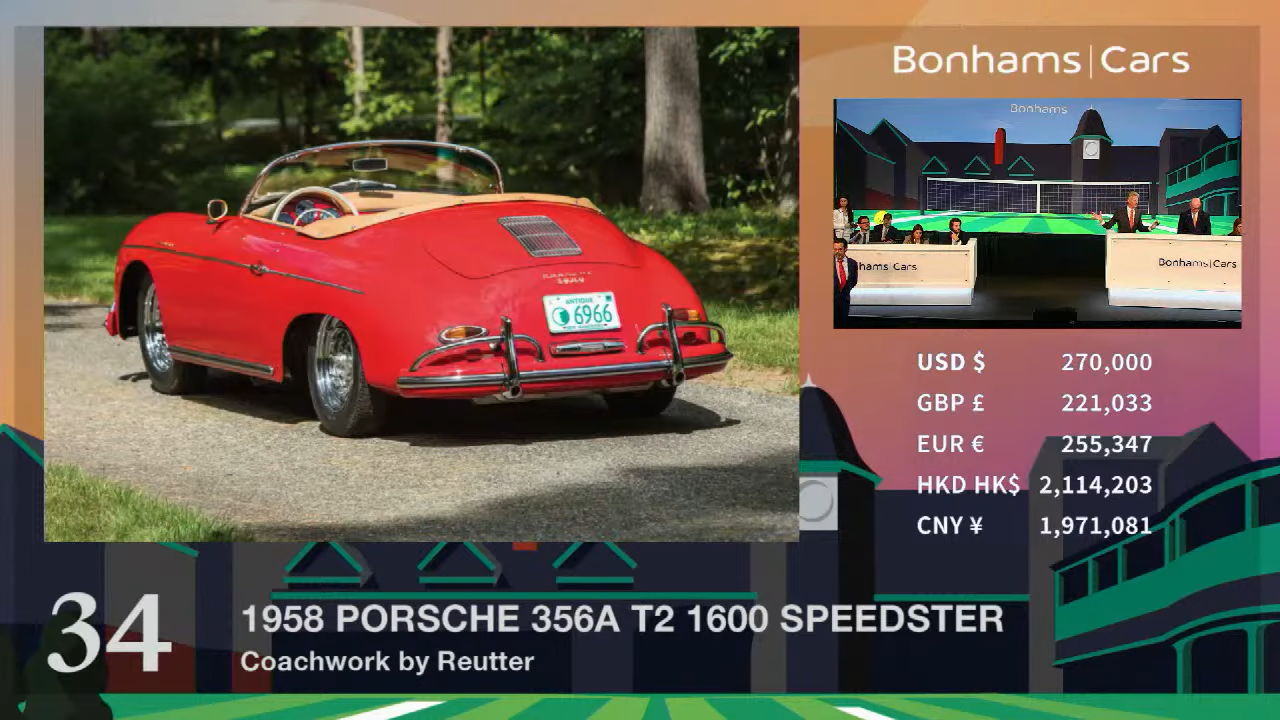 Bonhams|Cars
Bonhams
Bonhams|Cars
hams|Cars
ANTIQUE
6966
USD $ 270,000
GBP £ 221,033
EUR € 255,347
HKD HK$ 2,114,203
CNY ¥ 1,971,081
34
1958 PORSCHE 356A T2 1600 SPEEDSTER
Coachwork by Reutter